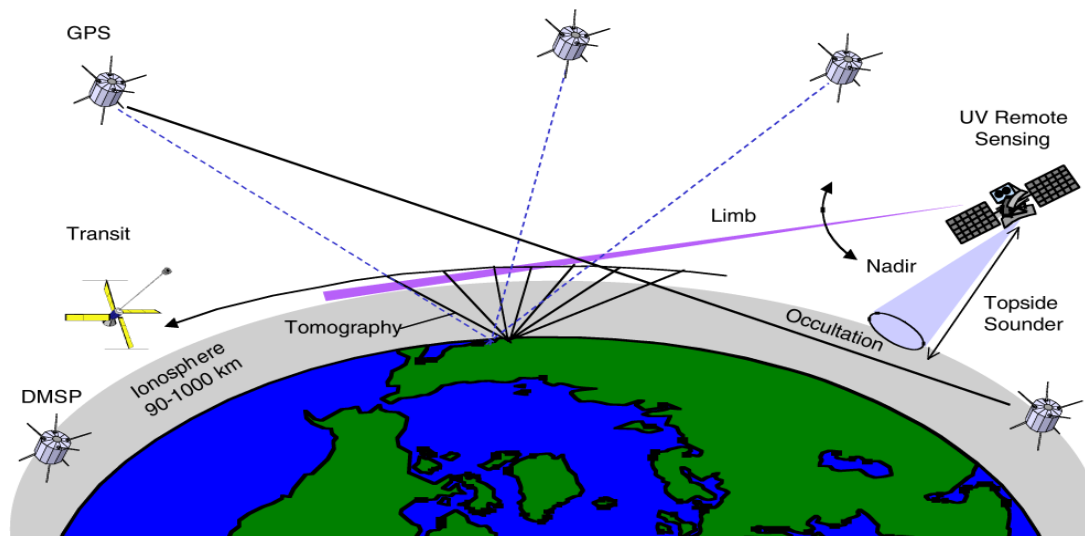 GPS
UV Remote
Sensing
Limb
Transit
Nadir
Topside
Sounder
Tomography
Occultation
Ionosphere
90-1000 km
DMSP